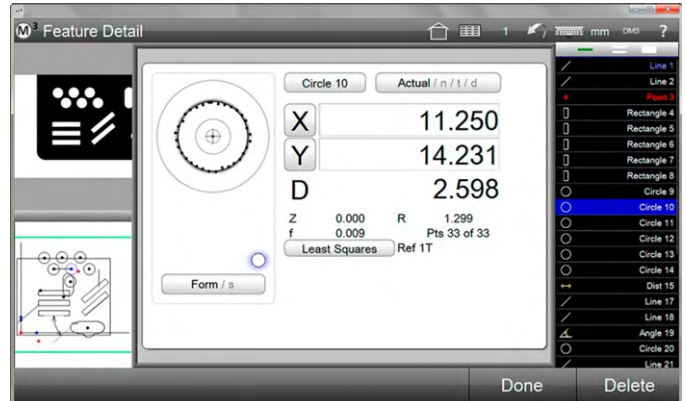 M³ Feature Detail
1
mm
DMS
?
Circle 10
Actual / n / t / d
X 11.250
Y 14.231
D 2.598
Z 0.000 R 1.299
f 0.009 Pts 33 of 33
Least Squares Ref 1T
Form / s
Line 1
Line 2
Point 3
Rectangle 4
Rectangle 5
Rectangle 6
Rectangle 7
Rectangle 8
Circle 9
Circle 10
Circle 11
Circle 12
Circle 13
Circle 14
Dist 15
Line 17
Line 18
Angle 19
Circle 20
Line 21
Done Delete